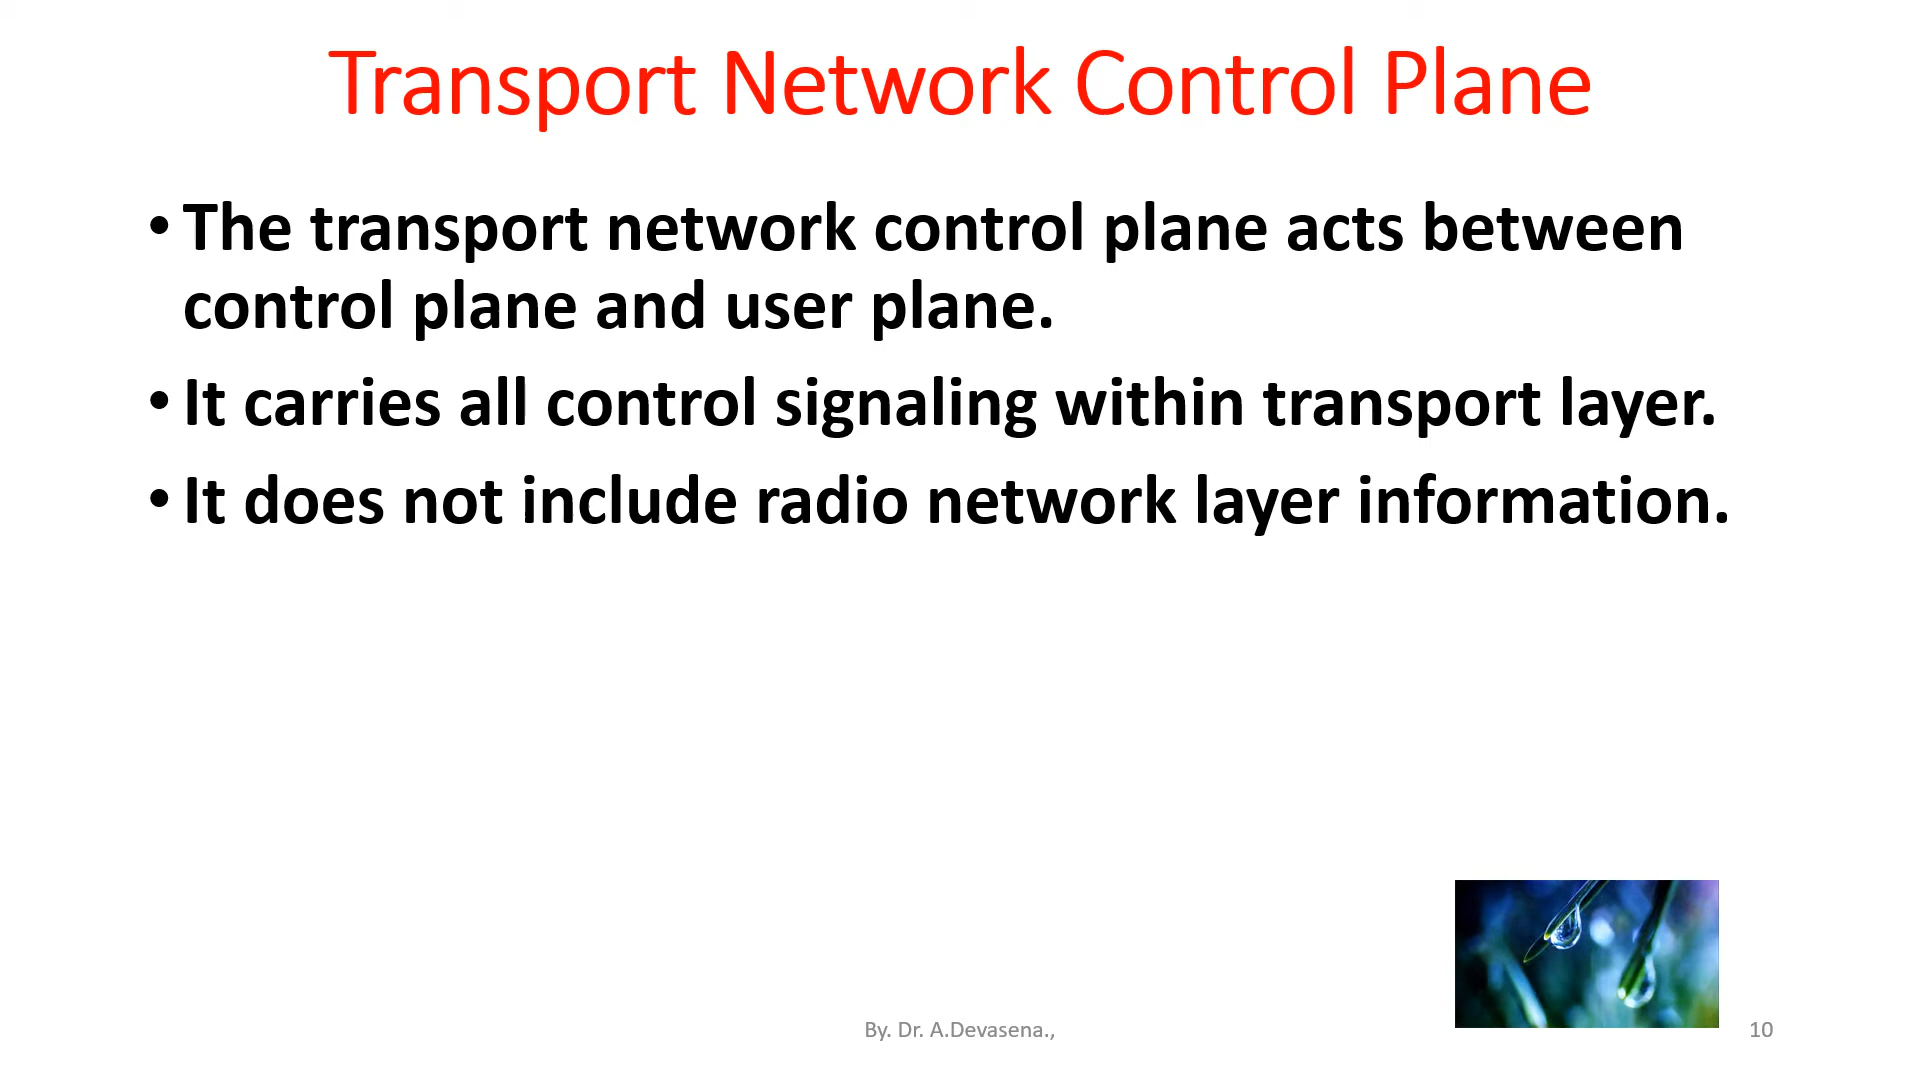 Transport Network Control Plane
• The transport network control plane acts between
control plane and user plane.
• It carries all control signaling within transport layer.
• It does not include radio network layer information.
By. Dr. A.Devasena.,
10